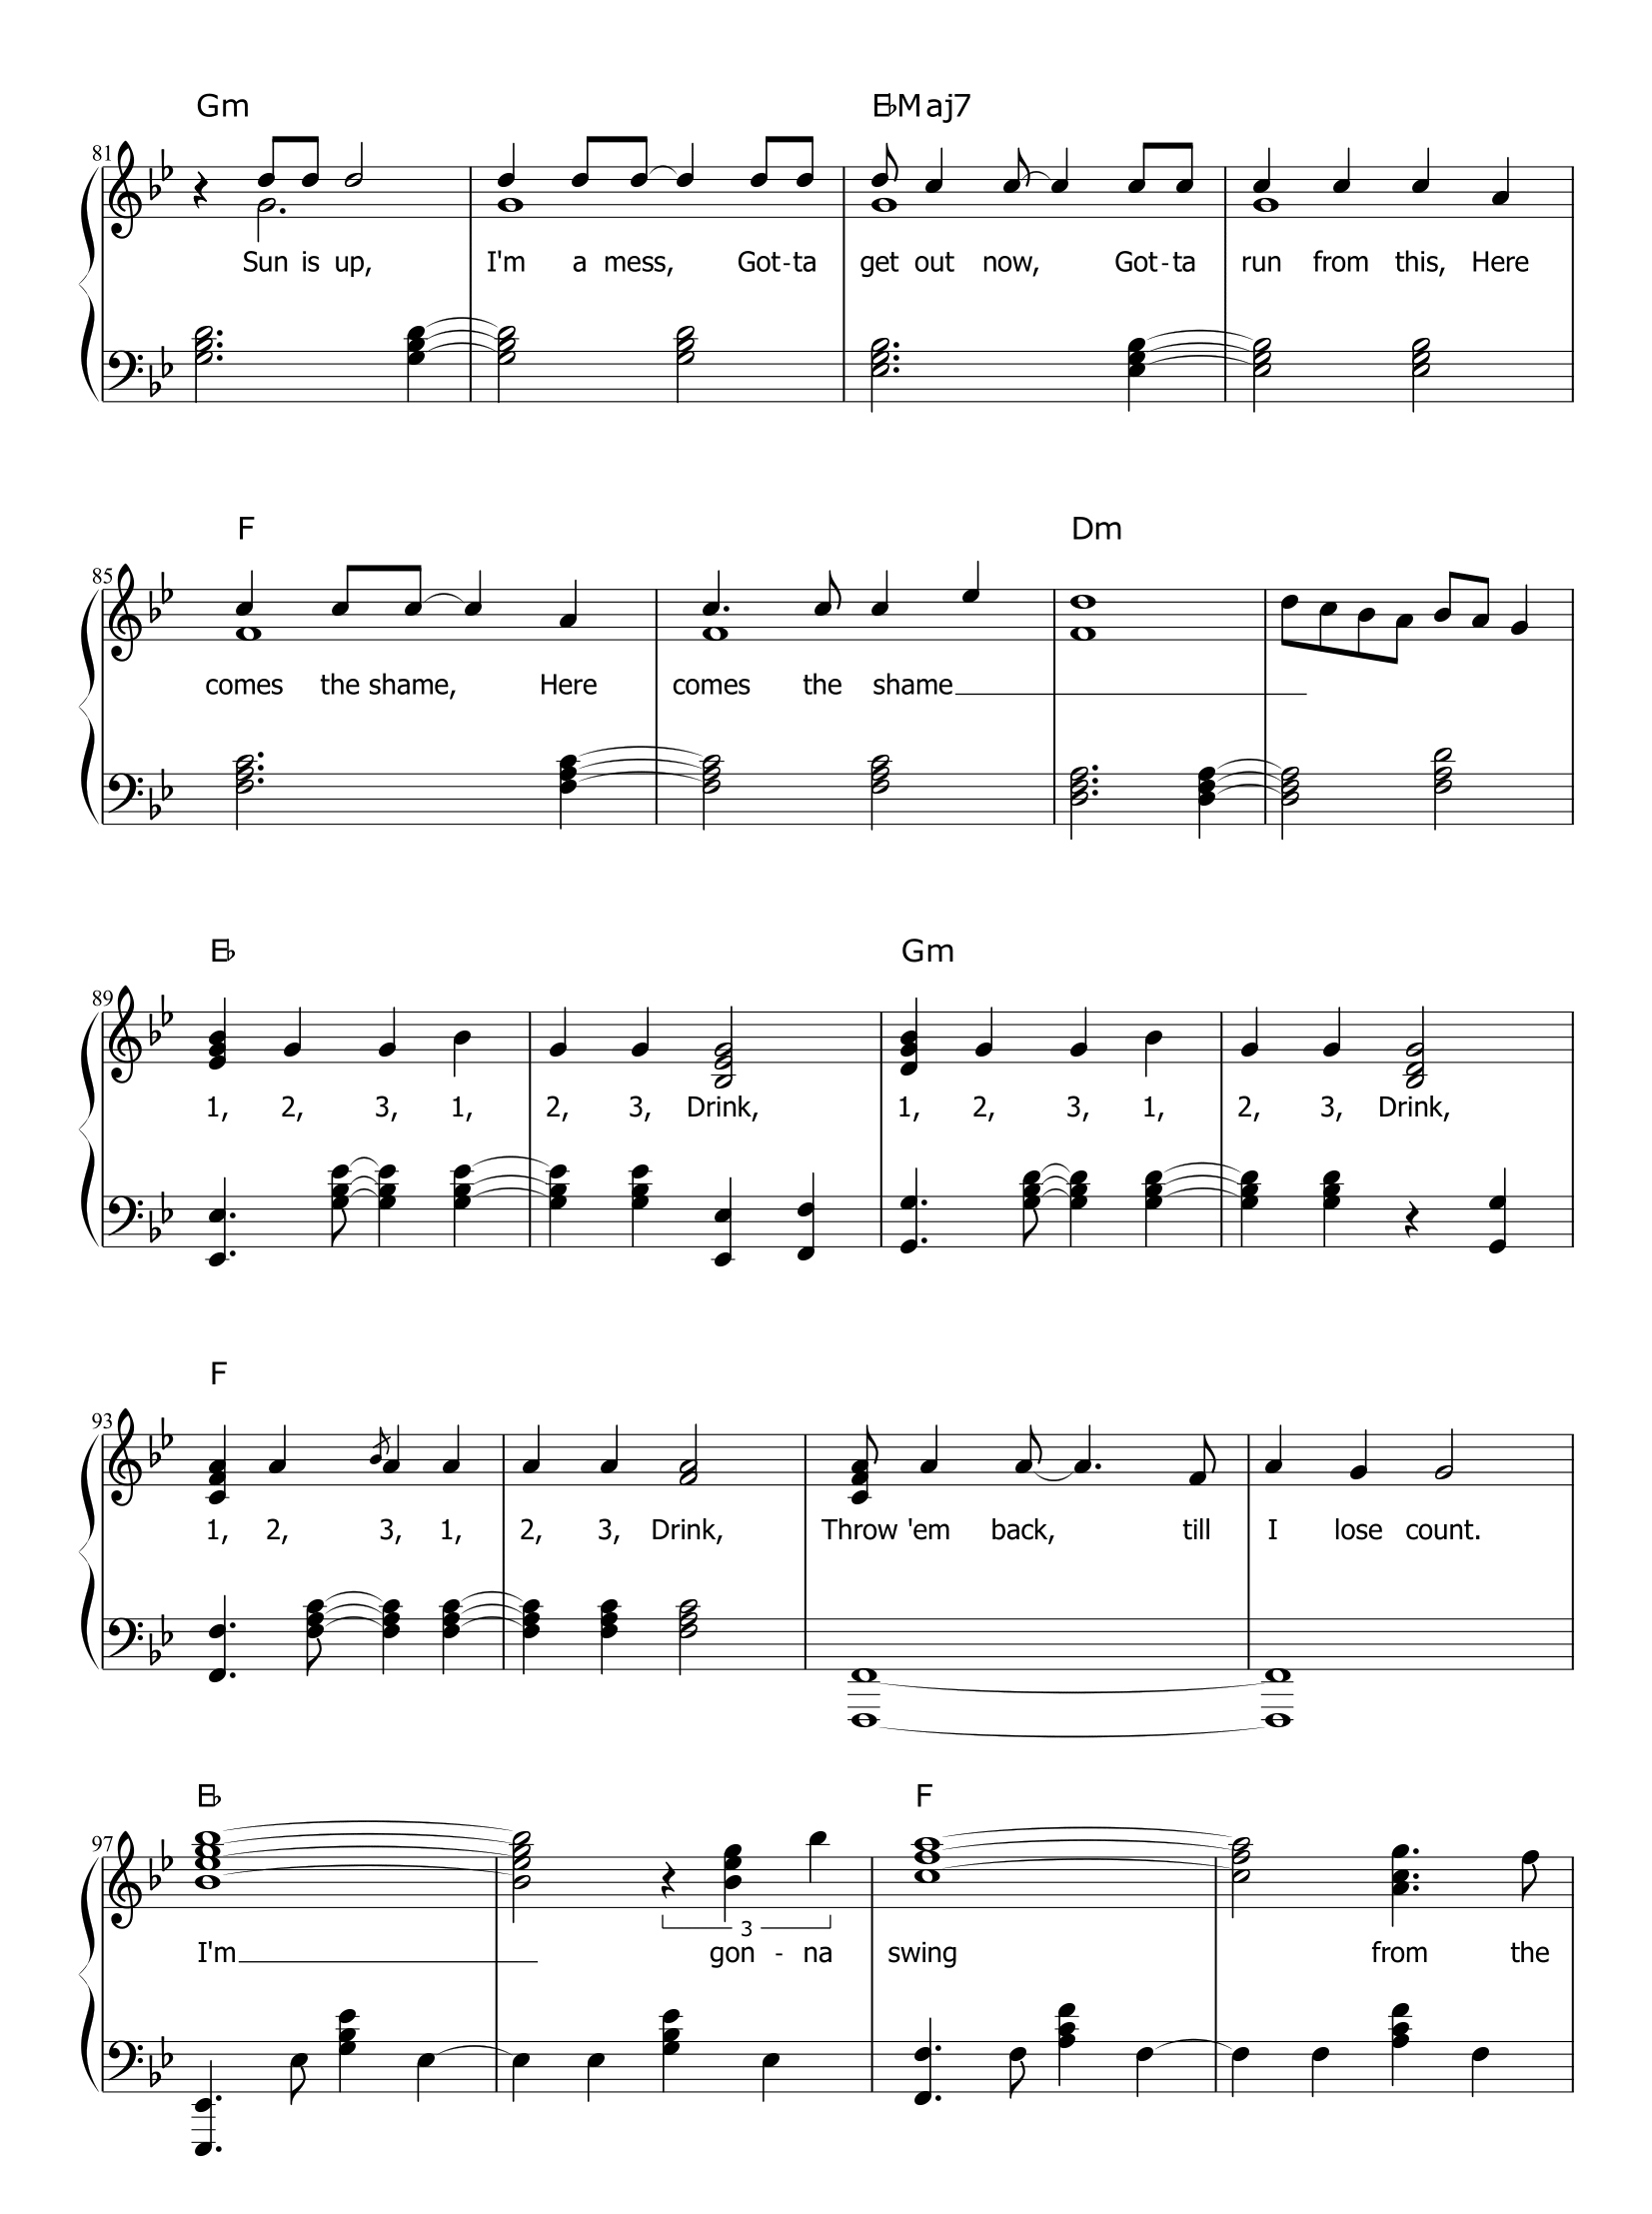 Gm E♭Maj7
81
Sun is up, I'm a mess, Got-ta get out now, Got-ta run from this, Here
F Dm
85
comes the shame, Here comes the shame
E♭ Gm
89
1, 2, 3, 1, 2, 3, Drink, 1, 2, 3, 1, 2, 3, Drink,
F
93
1, 2, 3, 1, 2, 3, Drink, Throw 'em back, till I lose count.
E♭ F
97
3
I'm gon - na swing from the